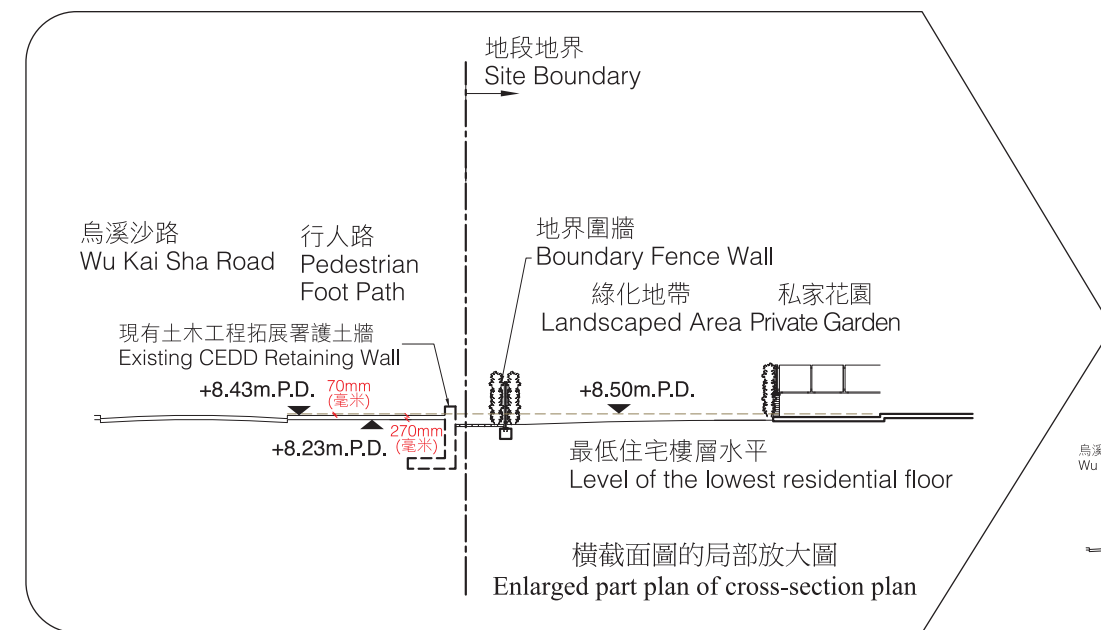 地段地界
Site Boundary
烏溪沙路
Wu Kai Sha Road
行人路
Pedestrian
Foot Path
地界圍牆
Boundary Fence Wall
綠化地帶
Landscaped Area
私家花園
Private Garden
現有土木工程拓展署護土牆
Existing CEDD Retaining Wall
+8.43m.P.D.
70mm
(毫米)
+8.50m.P.D.
+8.23m.P.D.
270mm
(毫米)
最低住宅樓層水平
Level of the lowest residential floor
橫截面圖的局部放大圖
Enlarged part plan of cross-section plan
烏溪
Wu